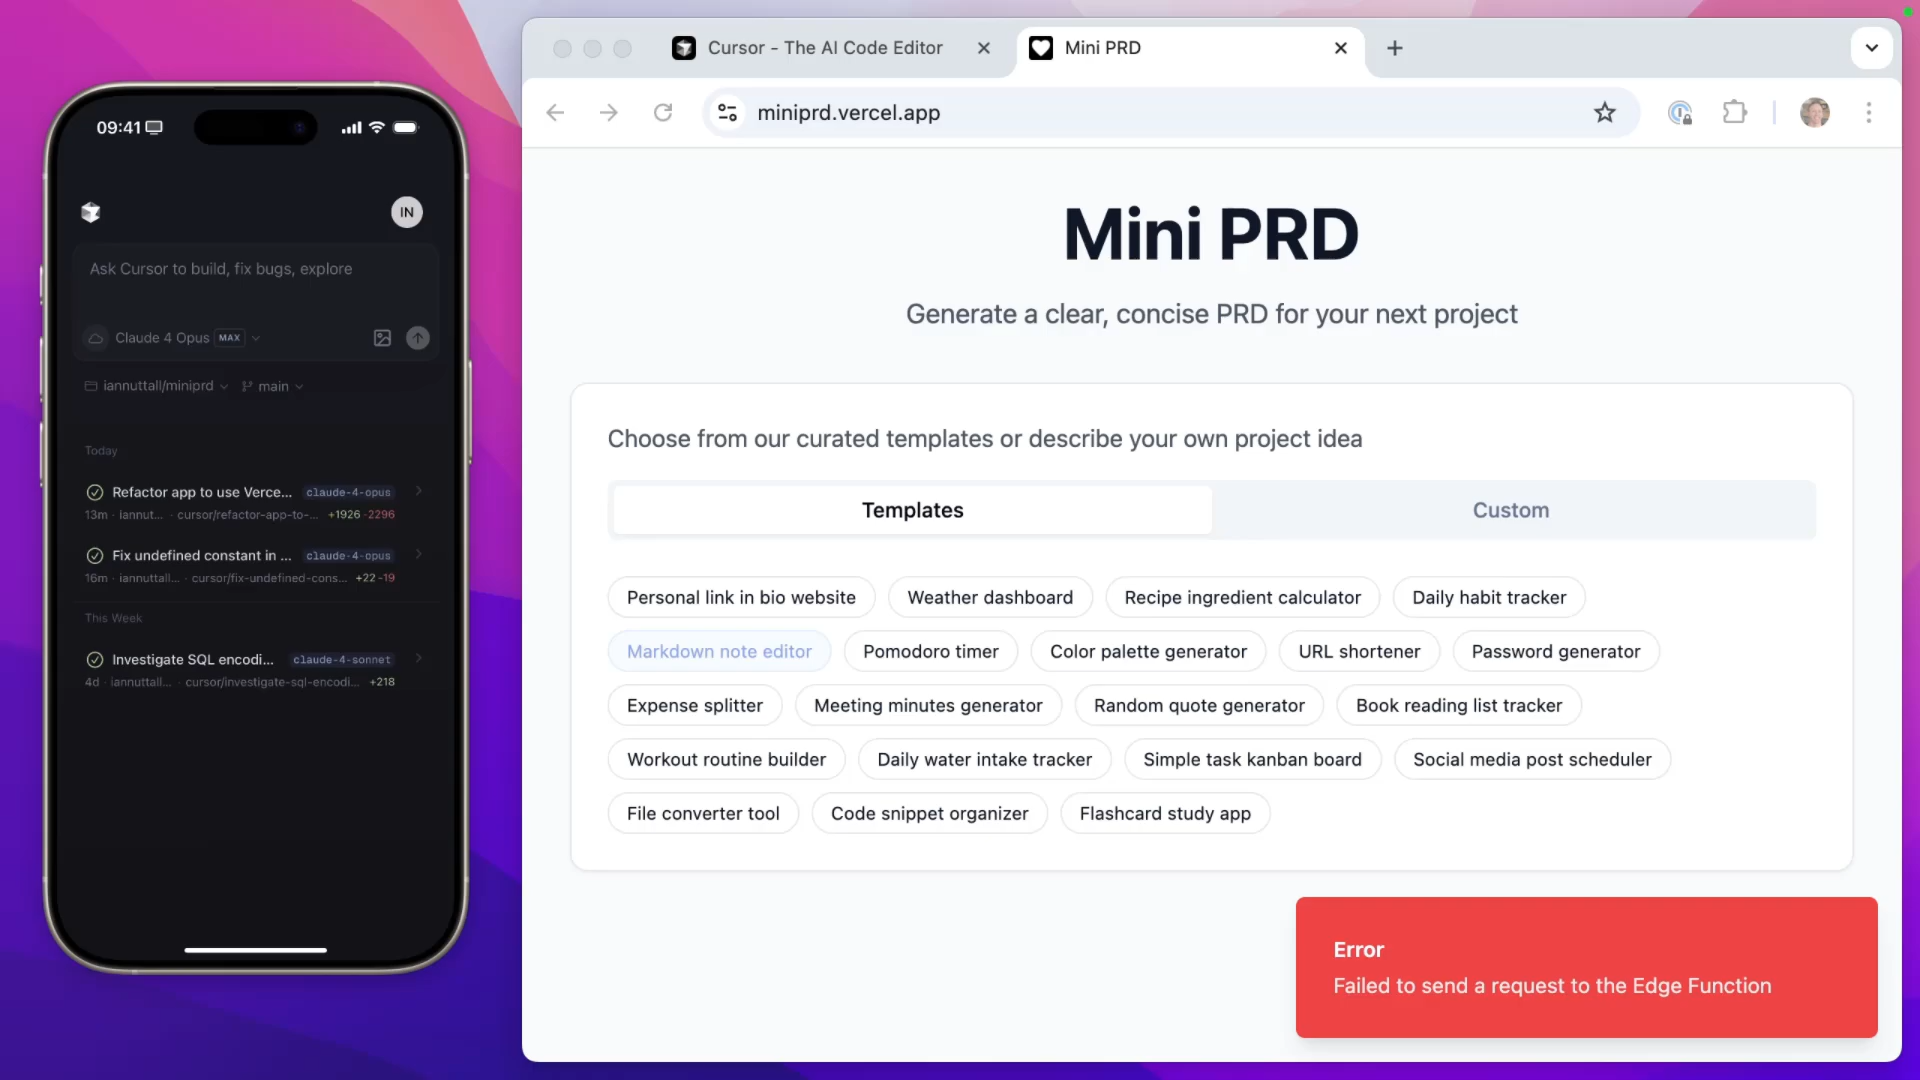 09:41
IN
Ask Cursor to build, fix bugs, explore
Claude 4 Opus MAX
iannuttall/miniprd main
Today
Refactor app to use Verce... claude-4-opus
13m · iannut... · cursor/refactor-app-to-... +1926 -2296
Fix undefined constant in ... claude-4-opus
16m · iannuttall... · cursor/fix-undefined-cons... +22 -19
This Week
Investigate SQL encodi... claude-4-sonnet
4d · iannuttall... · cursor/investigate-sql-encodi... +218
Cursor - The AI Code Editor
Mini PRD
miniprd.vercel.app
Mini PRD
Generate a clear, concise PRD for your next project
Choose from our curated templates or describe your own project idea
Templates Custom
Personal link in bio website Weather dashboard Recipe ingredient calculator Daily habit tracker
Markdown note editor Pomodoro timer Color palette generator URL shortener Password generator
Expense splitter Meeting minutes generator Random quote generator Book reading list tracker
Workout routine builder Daily water intake tracker Simple task kanban board Social media post scheduler
File converter tool Code snippet organizer Flashcard study app
Error
Failed to send a request to the Edge Function